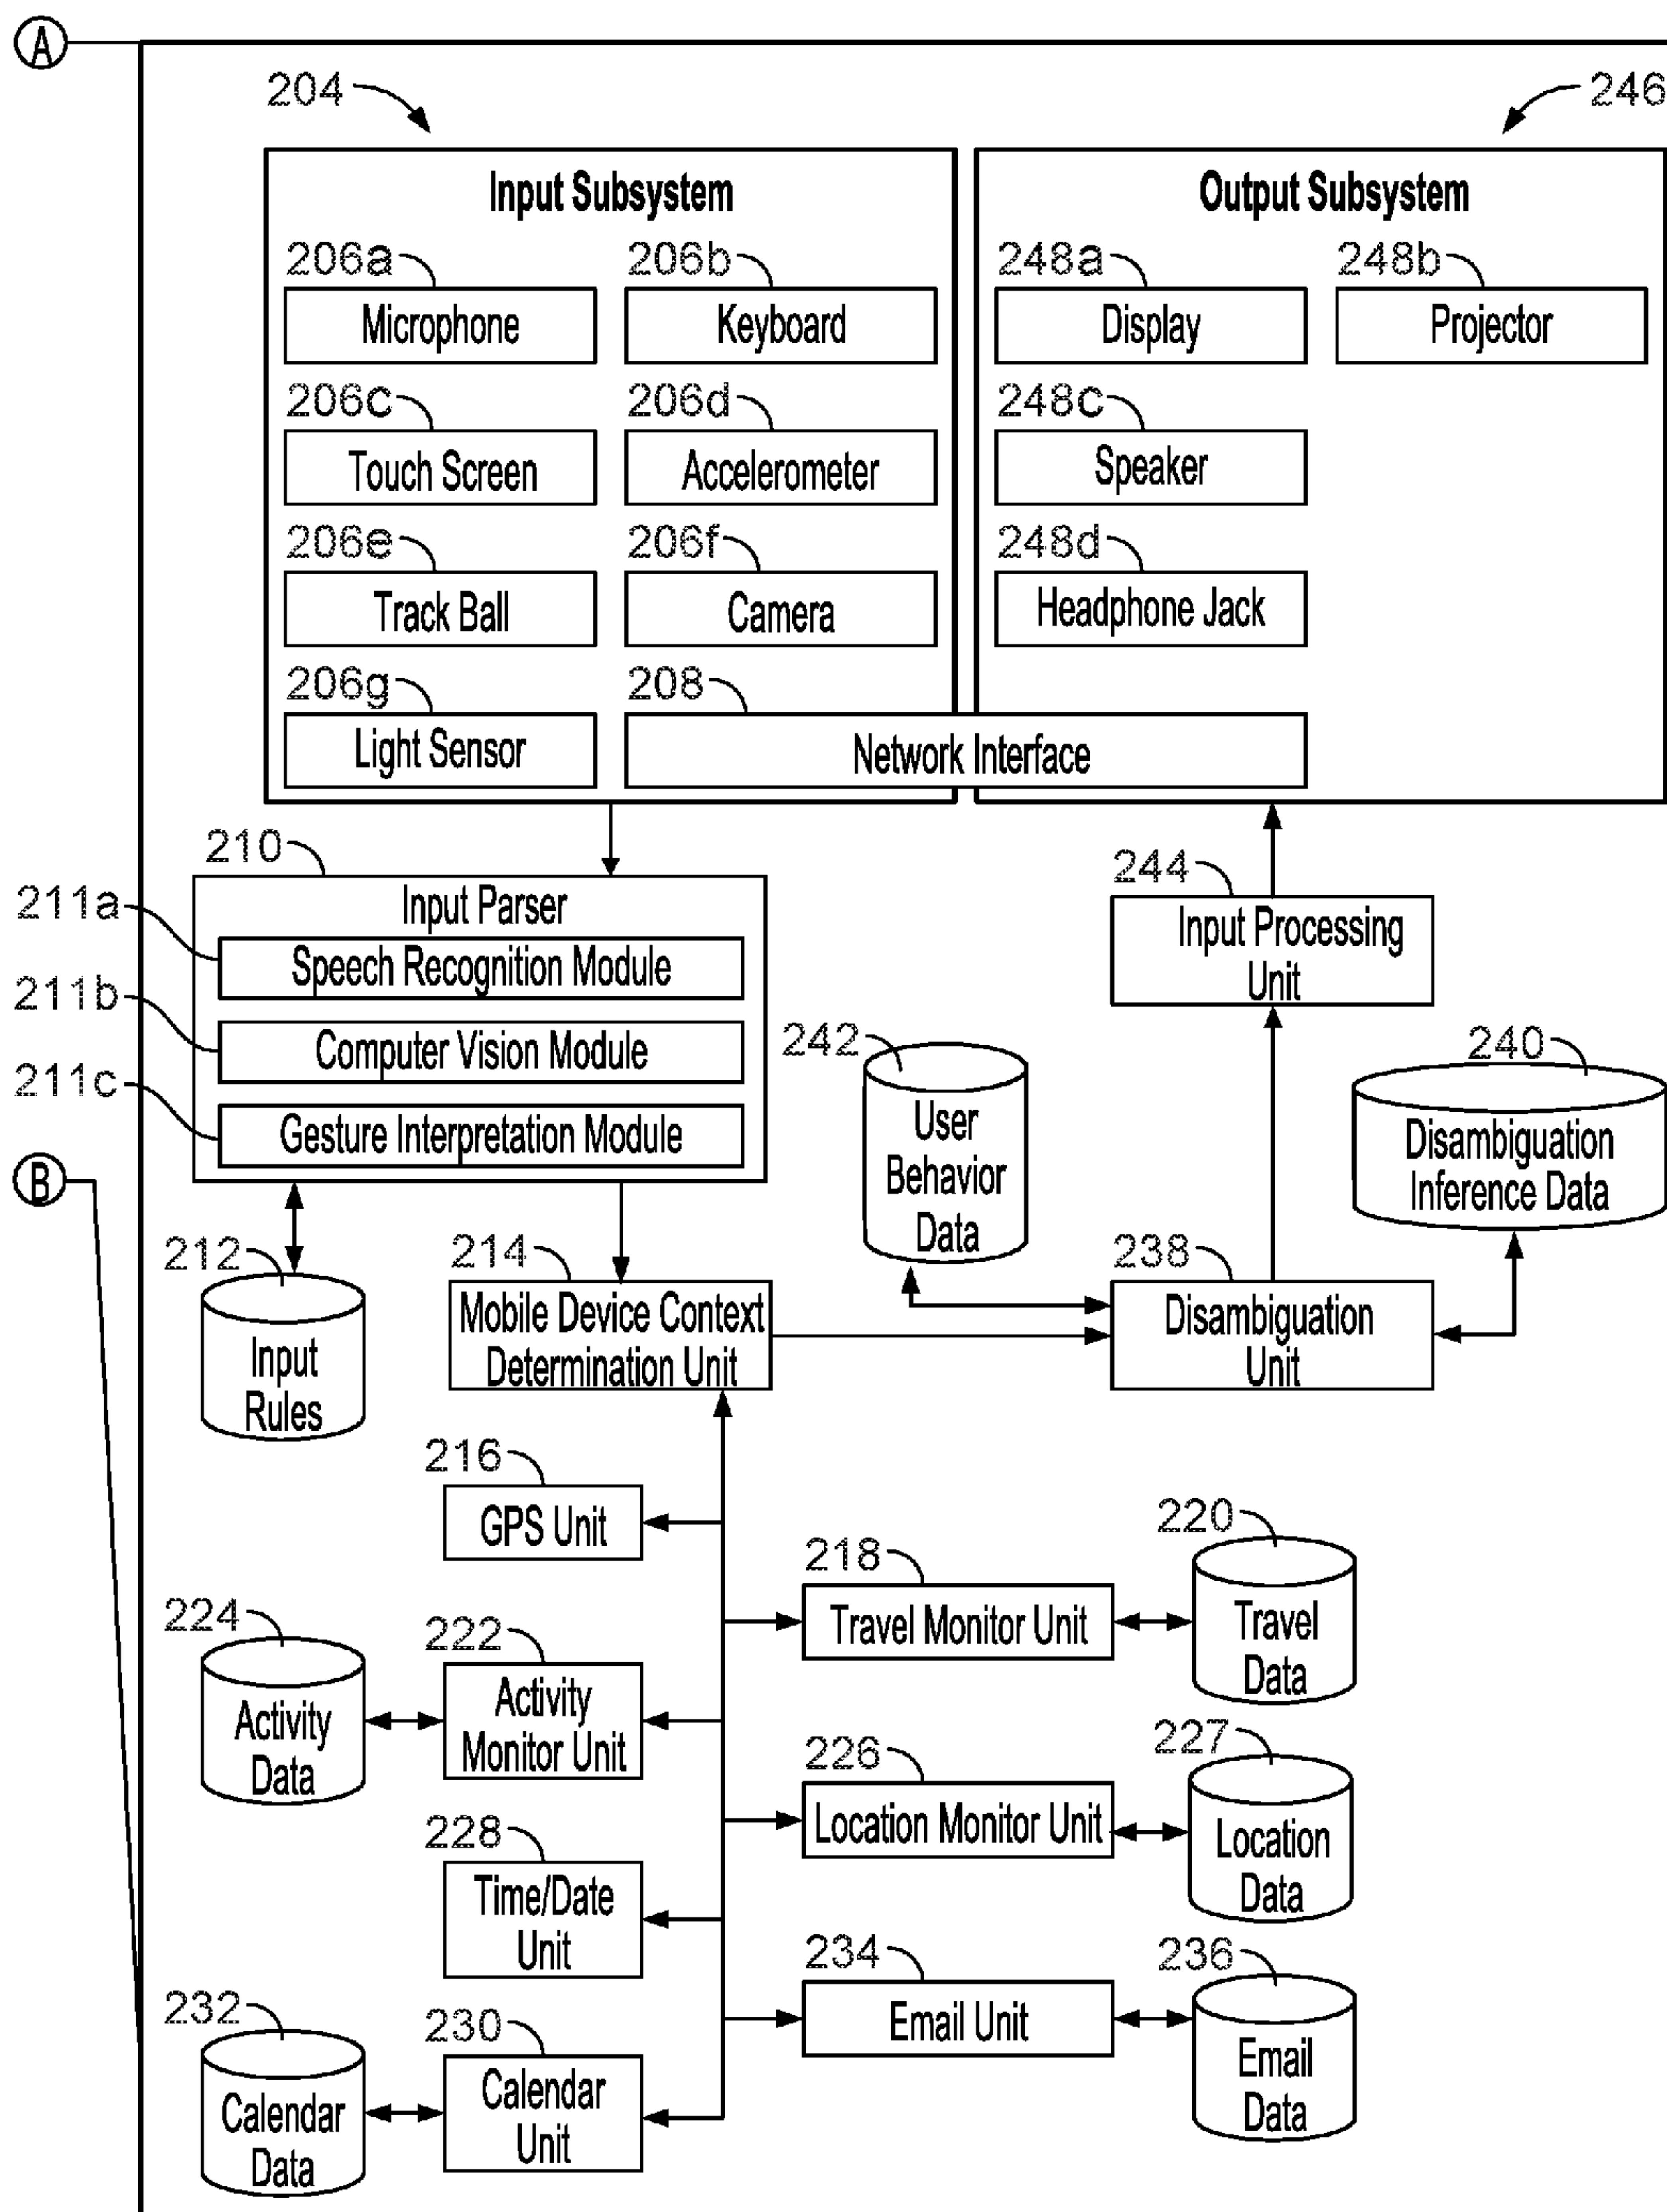 A
204
246
Input Subsystem
Output Subsystem
206a
206b
248a
248b
Microphone
Keyboard
Display
Projector
206c
206d
248c
Touch Screen
Accelerometer
Speaker
206e
206f
248d
Track Ball
Camera
Headphone Jack
206g
208
Light Sensor
Network Interface
210
244
211a
Input Parser
Input Processing
Unit
Speech Recognition Module
211b
Computer Vision Module
211c
Gesture Interpretation Module
242
240
User
Behavior
Data
Disambiguation
Inference Data
B
212
214
238
Input
Rules
Mobile Device Context
Determination Unit
Disambiguation
Unit
216
GPS Unit
218
220
Travel Monitor Unit
Travel
Data
224
222
Activity
Data
Activity
Monitor Unit
226
227
Location Monitor Unit
Location
Data
228
Time/Date
Unit
234
236
Email Unit
Email
Data
232
230
Calendar
Data
Calendar
Unit